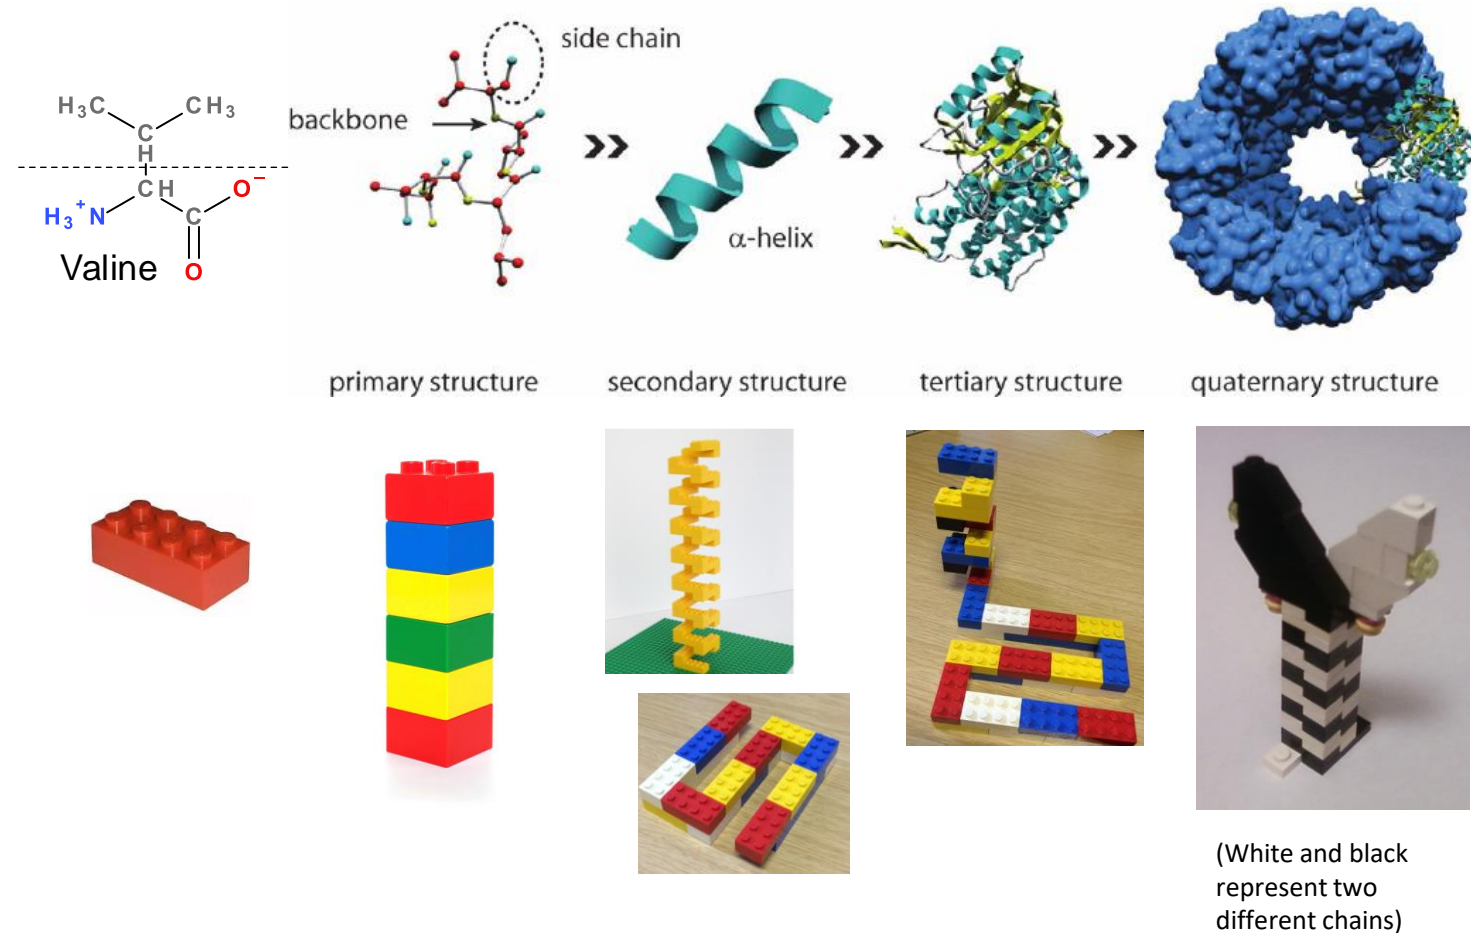 H₃C CH₃
C
H
CH
O⁻
H₃⁺N C
Valine O
side chain
backbone
α-helix
primary structure secondary structure tertiary structure quaternary structure
(White and black
represent two
different chains)